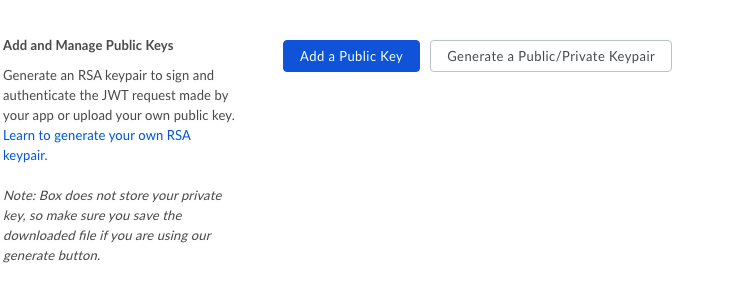 Add and Manage Public Keys
Add a Public Key
Generate a Public/Private Keypair
Generate an RSA keypair to sign and
authenticate the JWT request made by
your app or upload your own public key.
Learn to generate your own RSA
keypair.
Note: Box does not store your private
key, so make sure you save the
downloaded file if you are using our
generate button.